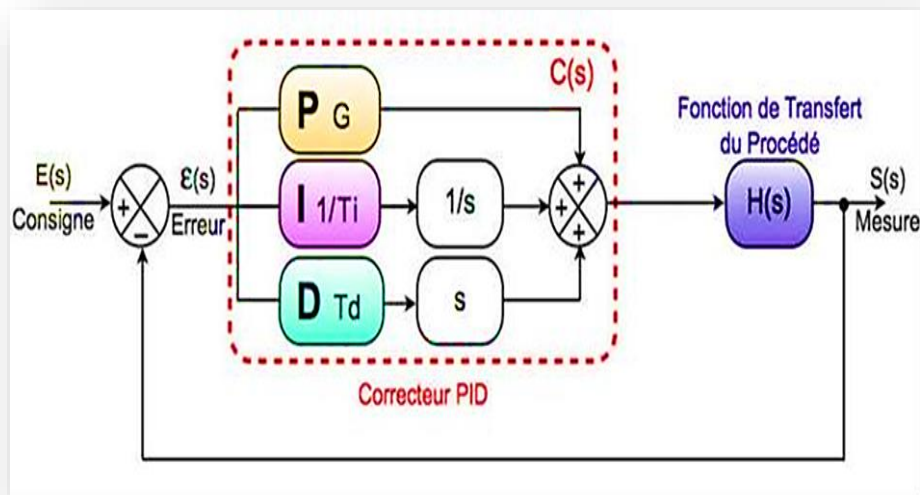 C(s)
P G
Fonction de Transfert
du Procédé
E(s)
Consigne
+
−
ε(s)
Erreur
I 1/Ti
1/s
+
+
+
H(s)
S(s)
Mesure
D Td
s
Correcteur PID